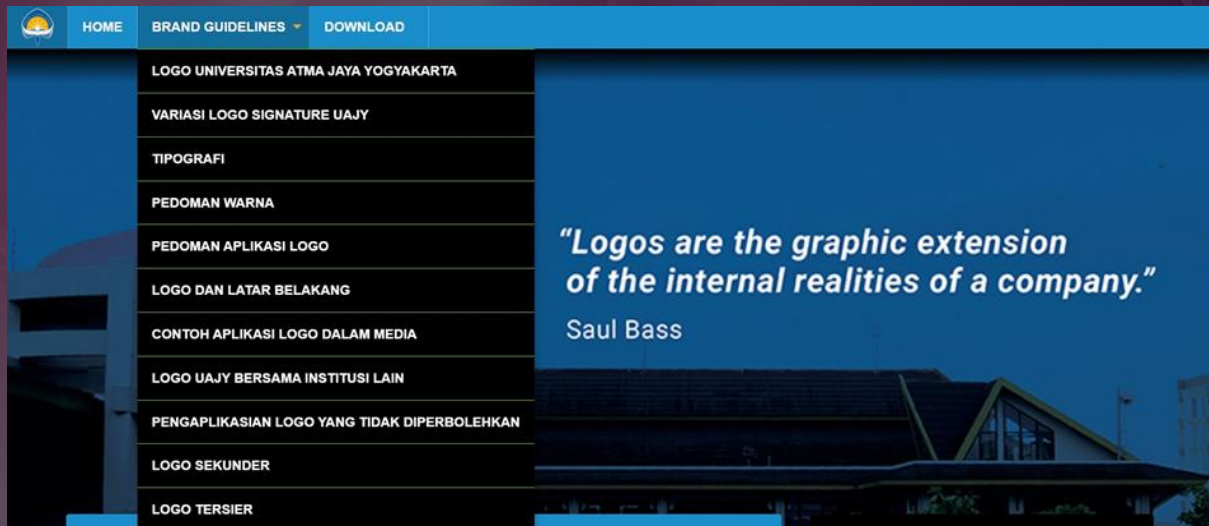 HOME
BRAND GUIDELINES
DOWNLOAD
LOGO UNIVERSITAS ATMA JAYA YOGYAKARTA
VARIASI LOGO SIGNATURE UAJY
TIPOGRAFI
PEDOMAN WARNA
PEDOMAN APLIKASI LOGO
LOGO DAN LATAR BELAKANG
CONTOH APLIKASI LOGO DALAM MEDIA
LOGO UAJY BERSAMA INSTITUSI LAIN
PENGAPLIKASIAN LOGO YANG TIDAK DIPERBOLEHKAN
LOGO SEKUNDER
LOGO TERSIER
“Logos are the graphic extension
of the internal realities of a company.”
Saul Bass